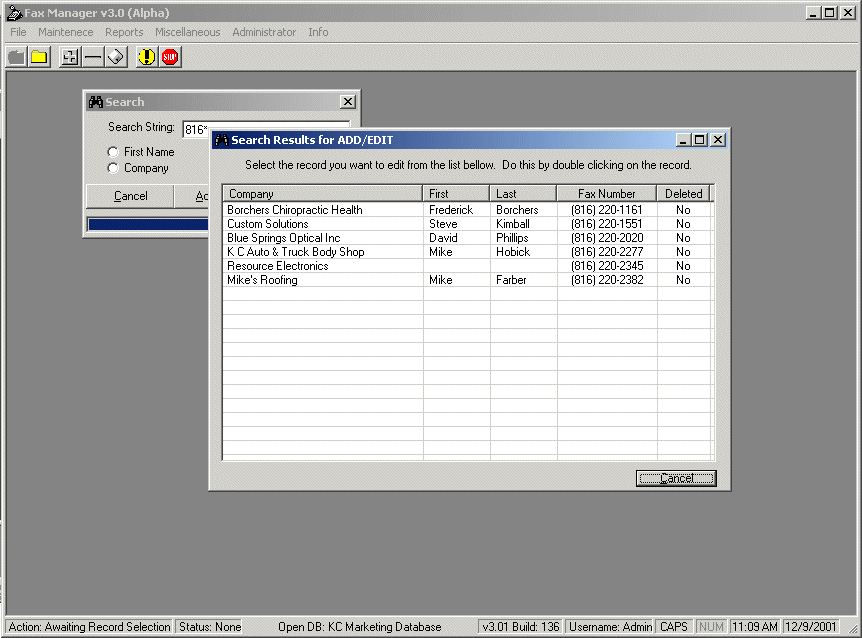 Fax Manager v3.0 (Alpha)
File Maintenece Reports Miscellaneous Administrator Info
STOP
Search
Search String: 816*
First Name
Company
Cancel
Search Results for ADD/EDIT
Select the record you want to edit from the list bellow. Do this by double clicking on the record.
Company First Last Fax Number Deleted
Borchers Chiropractic Health Frederick Borchers (816) 220-1161 No
Custom Solutions Steve Kimball (816) 220-1551 No
Blue Springs Optical Inc David Phillips (816) 220-2020 No
K C Auto & Truck Body Shop Mike Hobick (816) 220-2277 No
Resource Electronics (816) 220-2345 No
Mike's Roofing Mike Farber (816) 220-2382 No
Cancel
Action: Awaiting Record Selection Status: None Open DB: KC Marketing Database v3.01 Build: 136 Username: Admin CAPS NUM 11:09 AM 12/9/2001